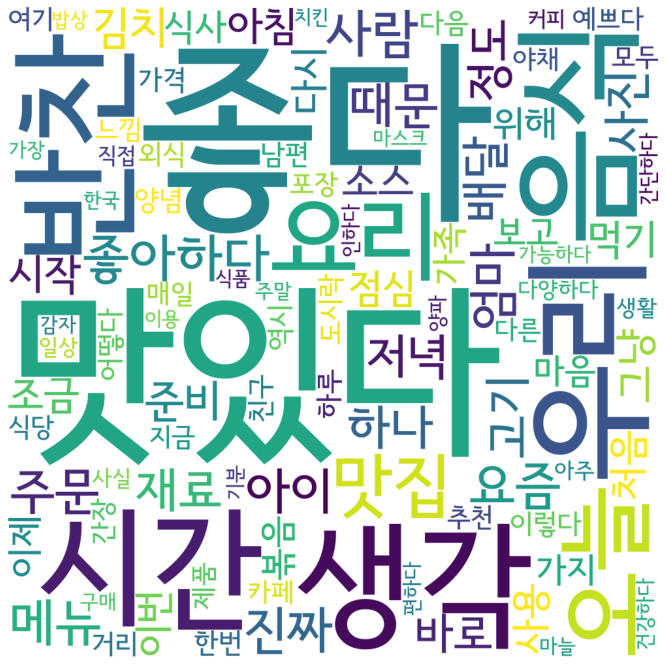 여기
밥상
김치
식사
아침
치킨
사람
다음
커피
예쁘다
반찬
가격
좋다
다시
때문
정도
야채
모두
음식
사진
느낌
마스크
위해
가장
직접
외식
남편
배달
간단하다
한국
양념
포장
소스
요리
인하다
가족
보고
먹기
좋아하다
시작
식품
가능하다
엄마
우리
매일
주말
점심
다양하다
맛있다
감자
이용
도시락
양파
생활
일상
어떻다
역시
저녁
다른
그냥
조금
준비
친구
하루
마음
식당
지금
하나
고기
처음
주문
사실
재료
기분
아이
맛집
요즘
아주
오늘
이제
간장
시간
볶음
생각
추천
이렇다
메뉴
구매
이번
제품
카페
편하다
가지
사용
건강하다
거리
한번
진짜
바로
마늘